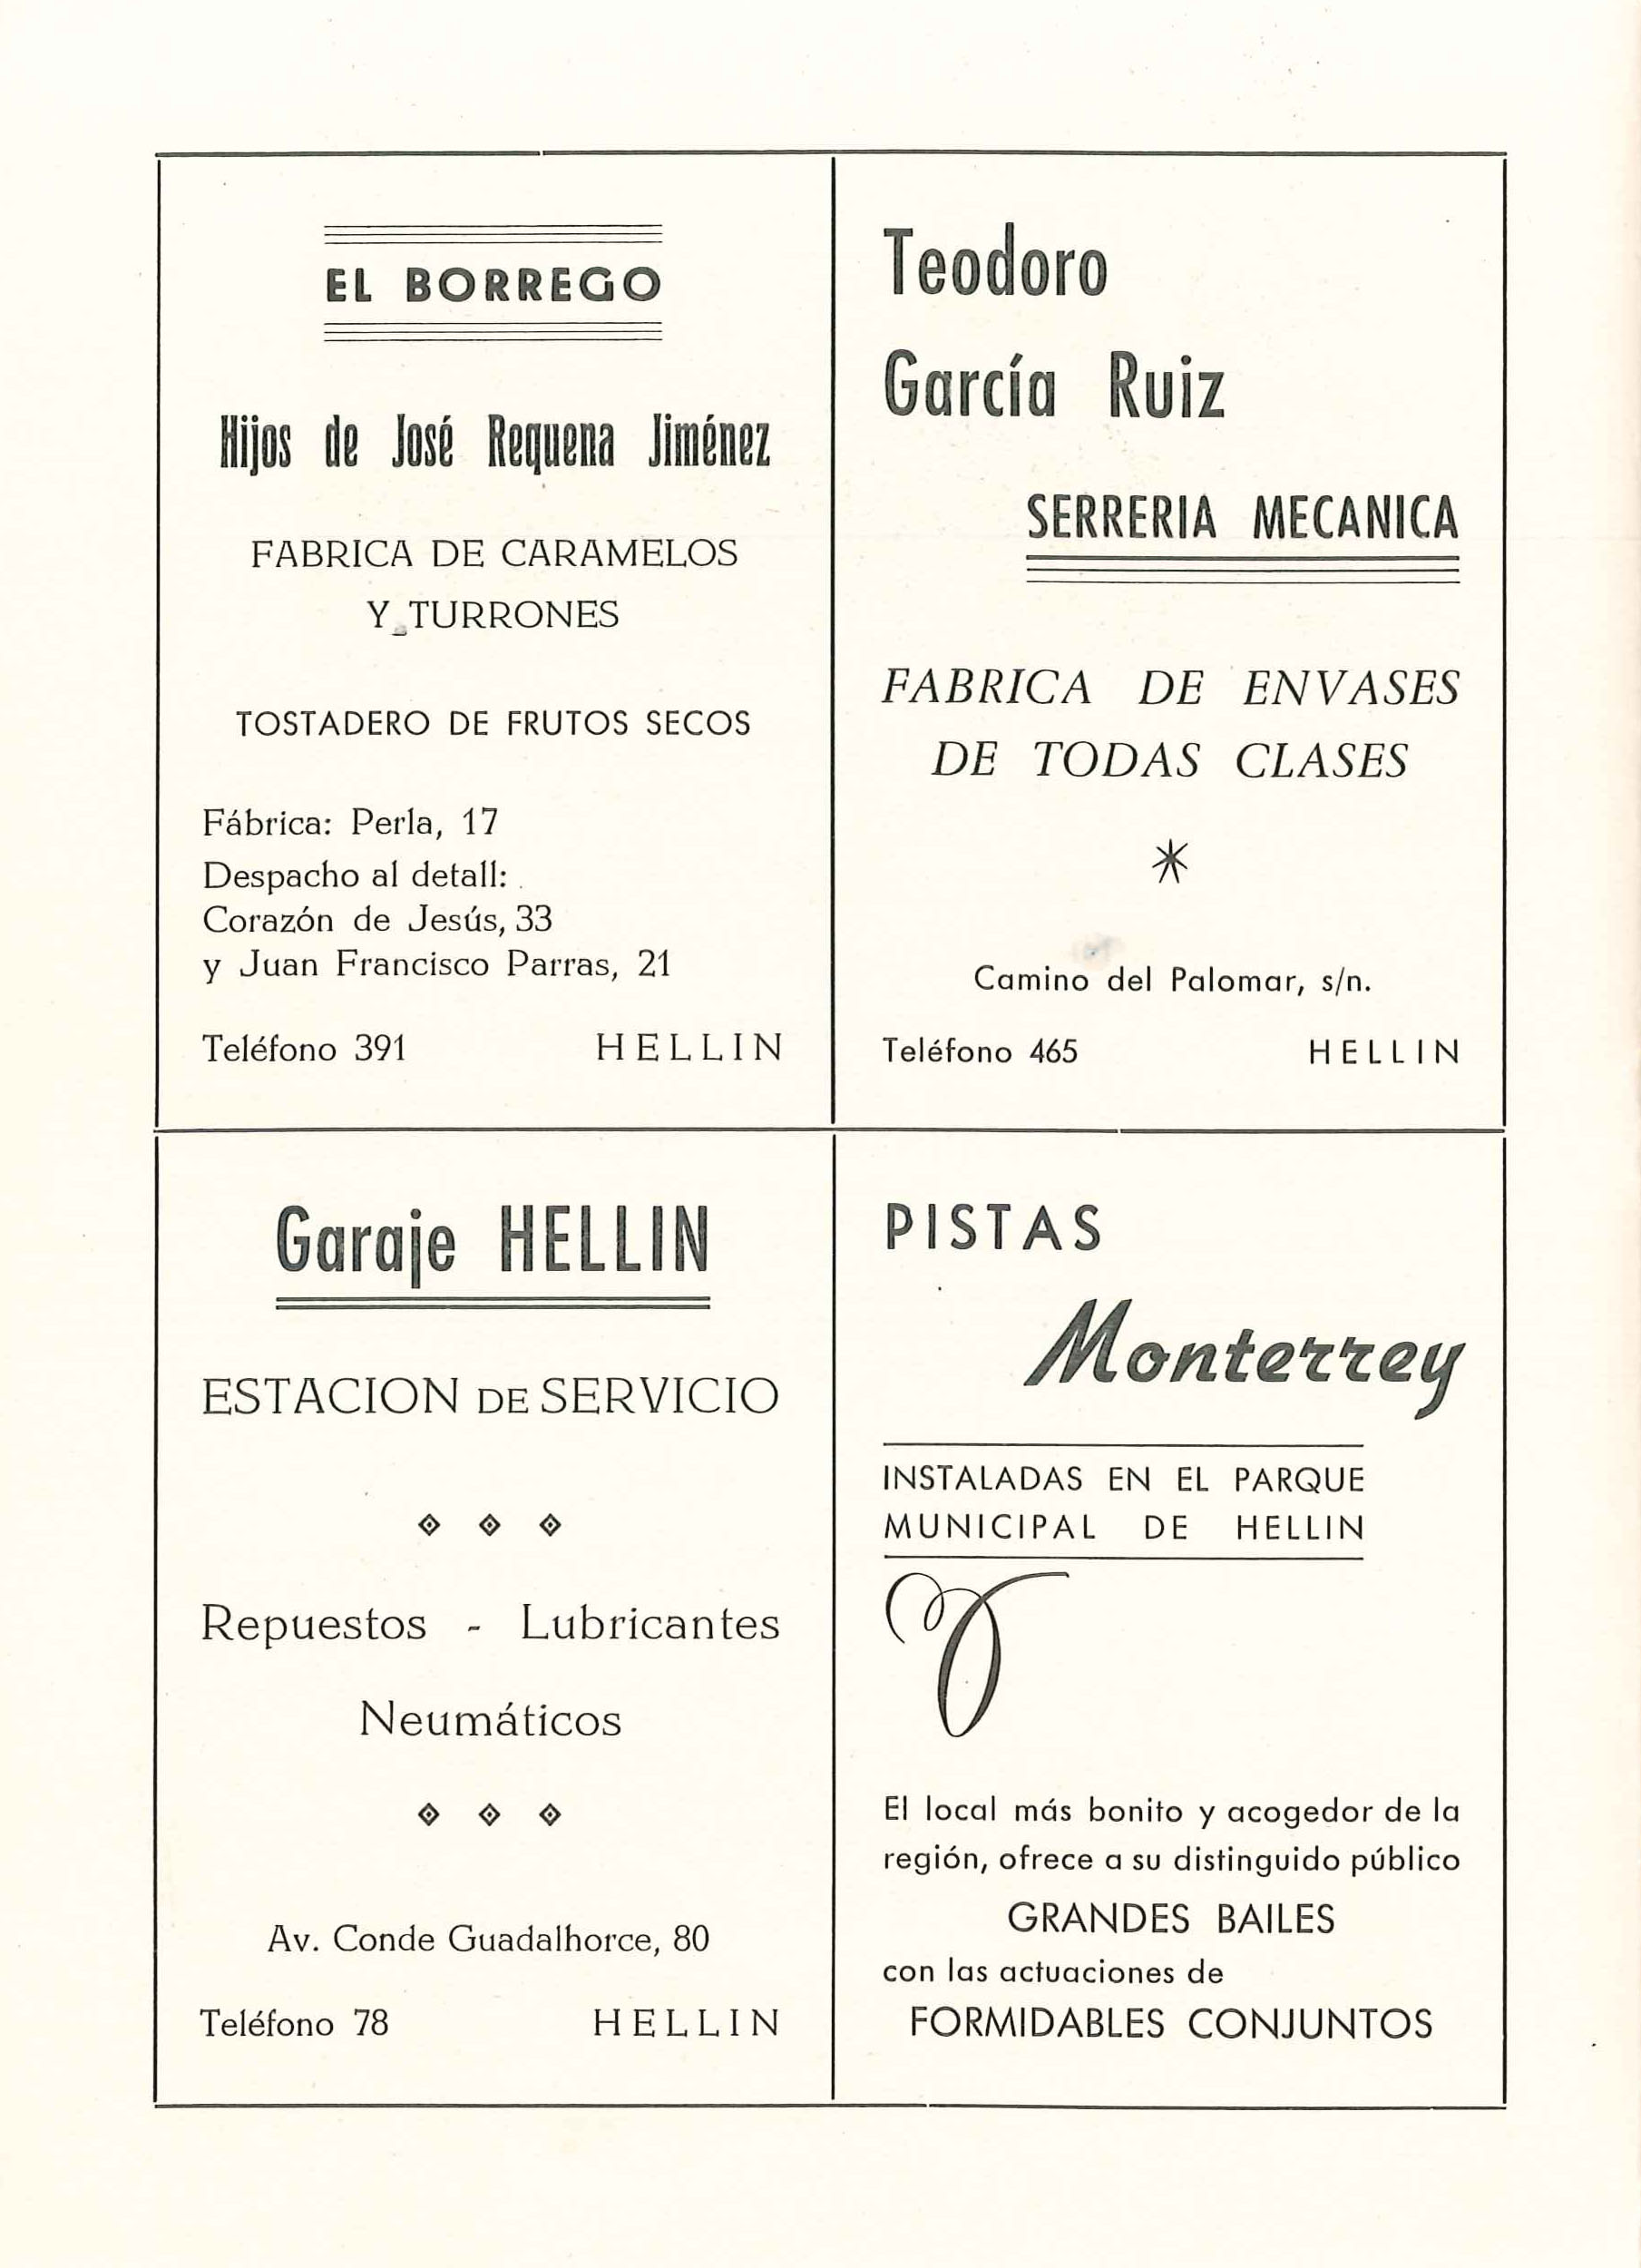 EL BORREGO
Hijos de José Requena Jiménez
FABRICA DE CARAMELOS
Y TURRONES
TOSTADERO DE FRUTOS SECOS
Fábrica: Perla, 17
Despacho al detall:
Corazón de Jesús, 33
y Juan Francisco Parras, 21
Teléfono 391 HELLIN
Teodoro
García Ruiz
SERRERIA MECANICA
FABRICA DE ENVASES
DE TODAS CLASES
Camino del Palomar, s/n.
Teléfono 465 HELLIN
Garaje HELLIN
ESTACION DE SERVICIO
Repuestos - Lubricantes
Neumáticos
Av. Conde Guadalhorce, 80
Teléfono 78 HELLIN
PISTAS
Monterrey
INSTALADAS EN EL PARQUE
MUNICIPAL DE HELLIN
El local más bonito y acogedor de la
región, ofrece a su distinguido público
GRANDES BAILES
con las actuaciones de
FORMIDABLES CONJUNTOS